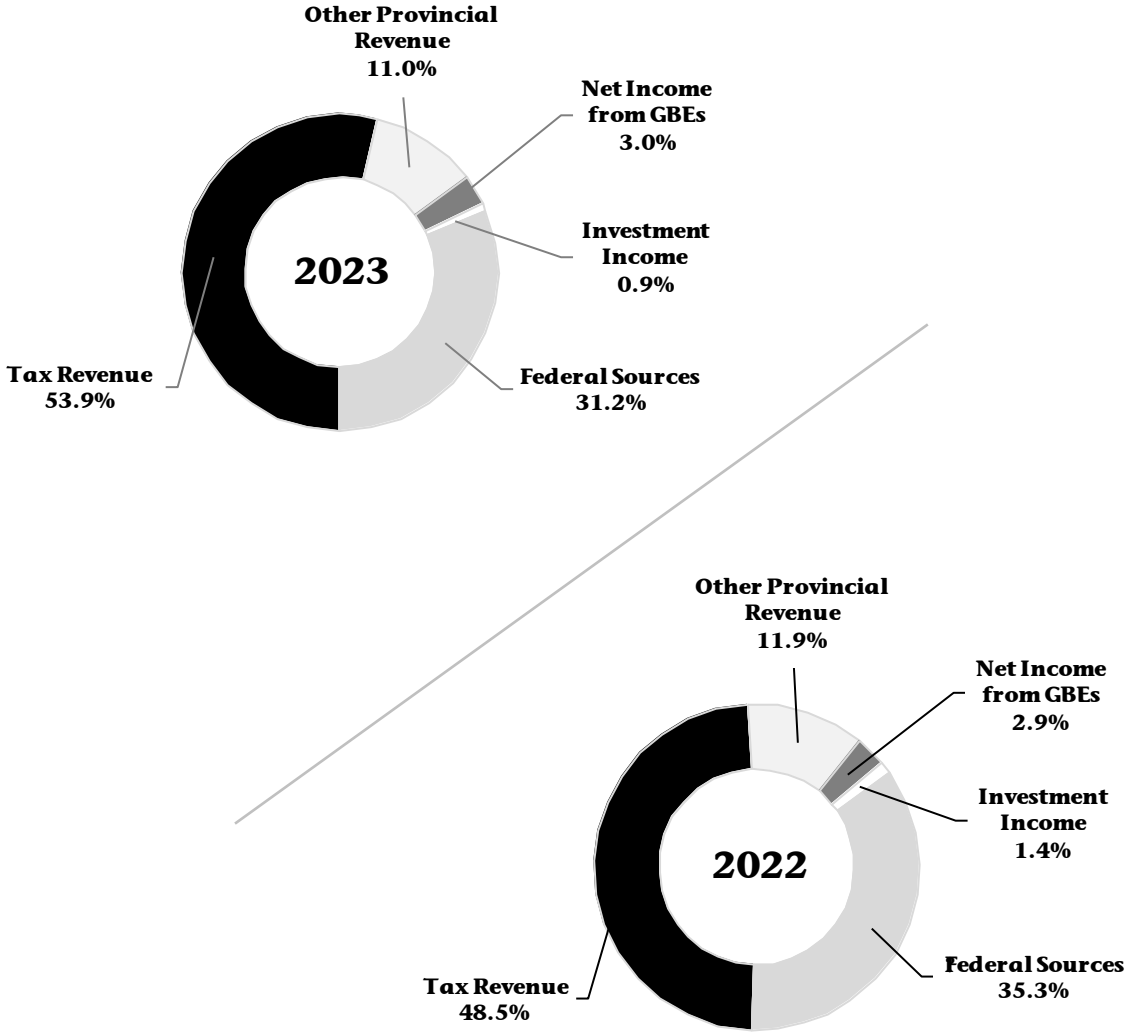 Other Provincial
Revenue
11.0%
Net Income
from GBEs
3.0%
2023
Investment
Income
0.9%
Tax Revenue
53.9%
Federal Sources
31.2%
Other Provincial
Revenue
11.9%
Net Income
from GBEs
2.9%
2022
Investment
Income
1.4%
Tax Revenue
48.5%
Federal Sources
35.3%